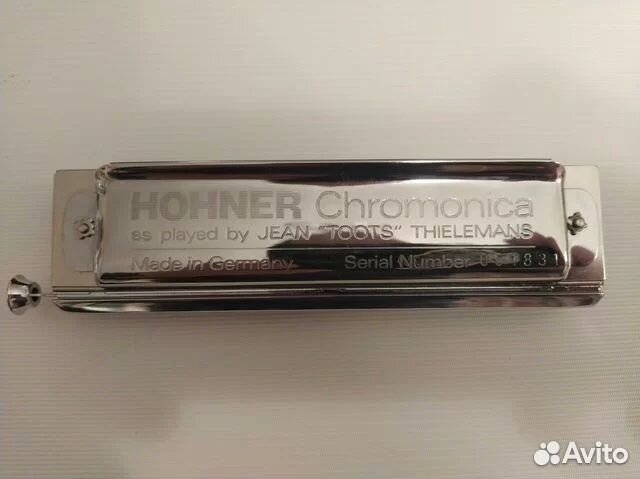 HOHNER Chromonica
as played by JEAN "TOOTS" THIELEMANS
Made in Germany Serial Number
Avito